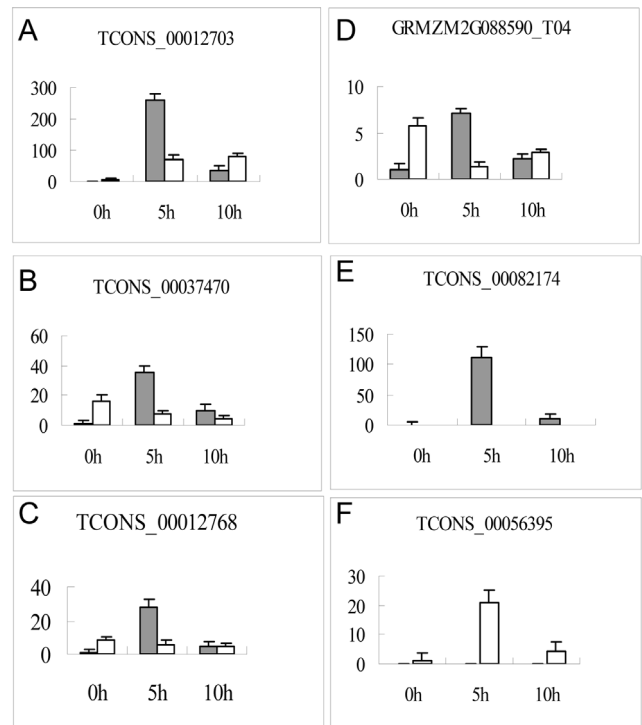 A
TCONS_00012703
300
200
100
0
0h 5h 10h
D
GRMZM2G088590_T04
10
5
0
0h 5h 10h
B
TCONS_00037470
60
40
20
0
0h 5h 10h
E
TCONS_00082174
150
100
50
0
0h 5h 10h
C
TCONS_00012768
40
20
0
0h 5h 10h
F
TCONS_00056395
30
20
10
0
0h 5h 10h